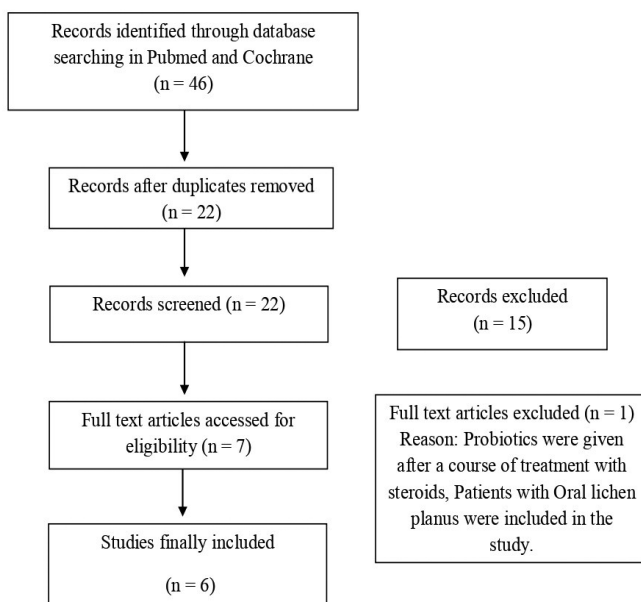 Records identified through database
searching in Pubmed and Cochrane
(n = 46)
Records after duplicates removed
(n = 22)
Records screened (n = 22)
Records excluded
(n = 15)
Full text articles accessed for
eligibility (n = 7)
Full text articles excluded (n = 1)
Reason: Probiotics were given
after a course of treatment with
steroids, Patients with Oral lichen
planus were included in the
study.
Studies finally included
(n = 6)